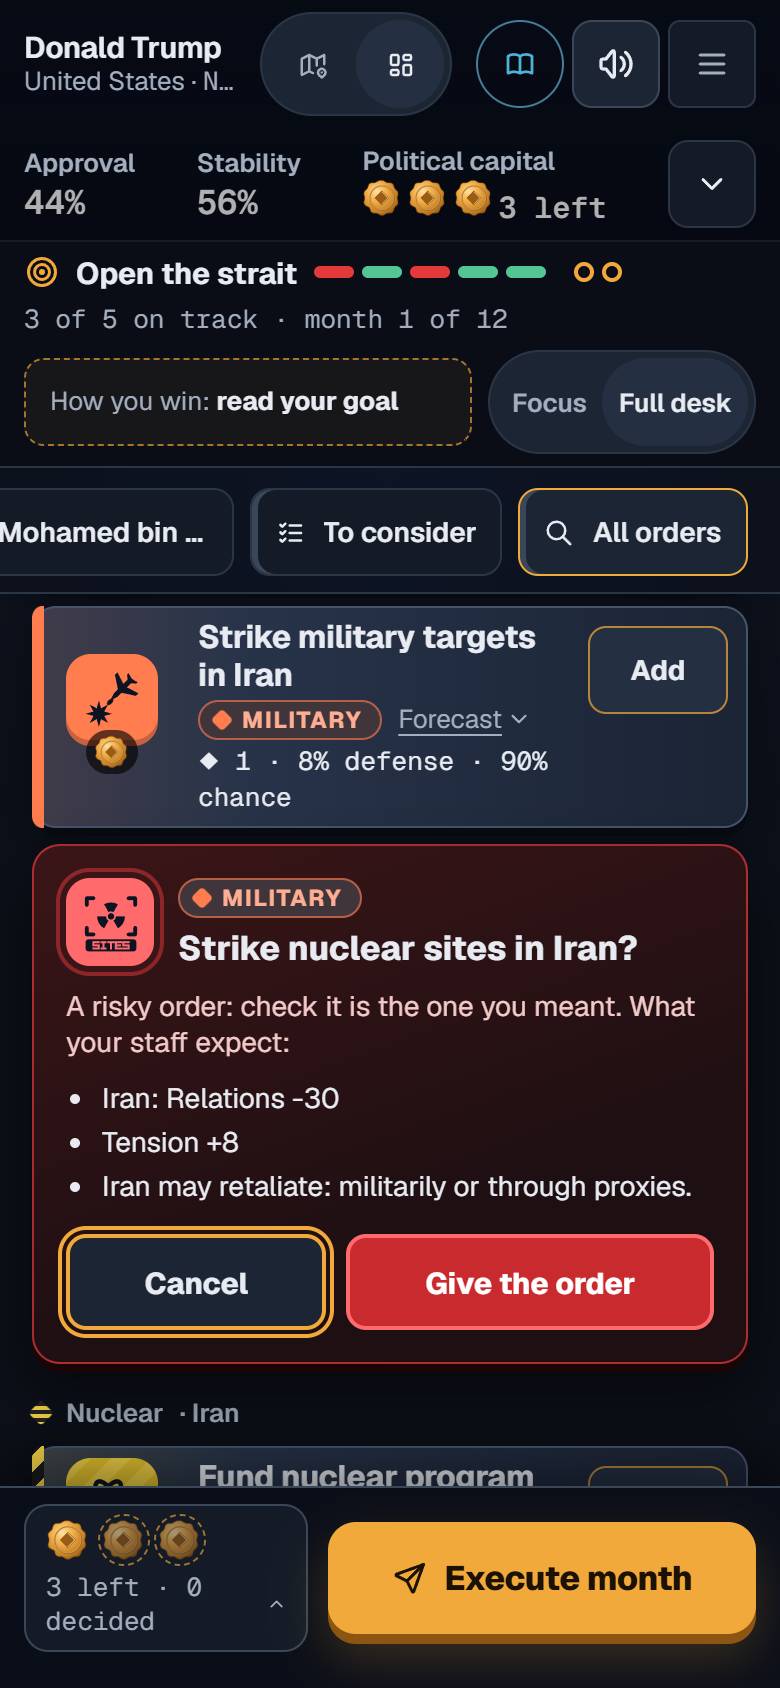 Donald Trump
United States · N...
Approval
44%
Stability
56%
Political capital
3 left
Open the strait
3 of 5 on track · month 1 of 12
How you win: read your goal
Focus
Full desk
Mohamed bin ...
To consider
All orders
Strike military targets
in Iran
MILITARY
Forecast
◆ 1 · 8% defense · 90%
chance
Add
SITES
MILITARY
Strike nuclear sites in Iran?
A risky order: check it is the one you meant. What
your staff expect:
• Iran: Relations -30
• Tension +8
• Iran may retaliate: militarily or through proxies.
Cancel
Give the order
Nuclear · Iran
Fund nuclear program
3 left · 0
decided
Execute month